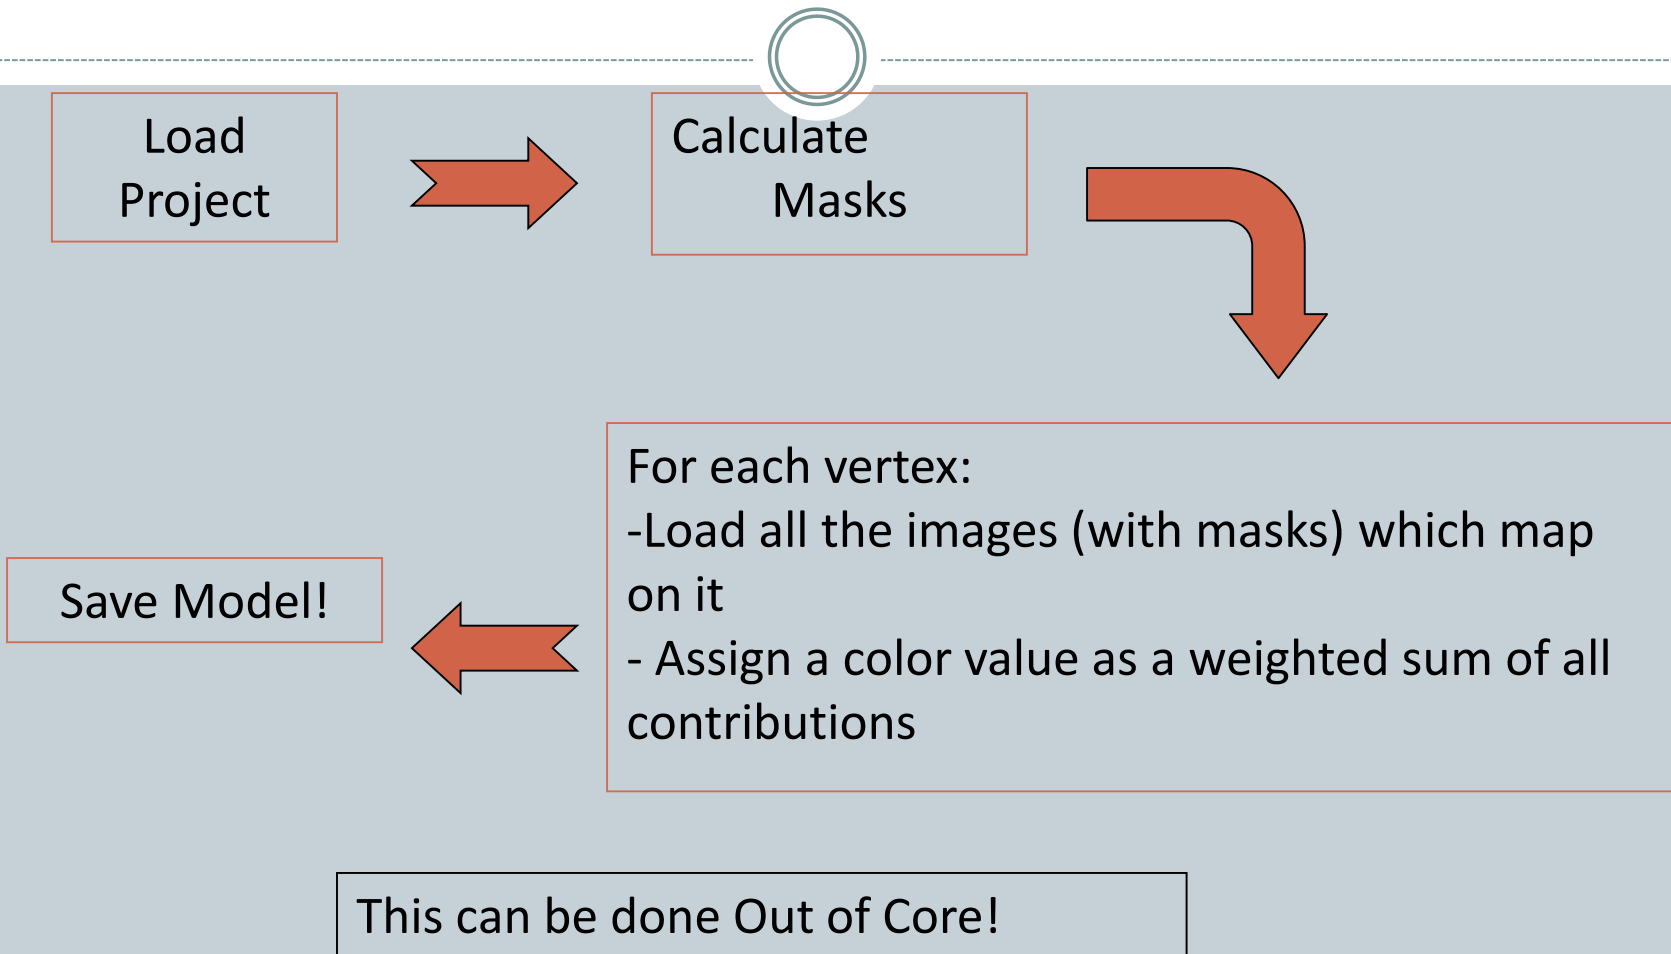 Load
Project
Calculate
Masks
For each vertex:
-Load all the images (with masks) which map
on it
- Assign a color value as a weighted sum of all
contributions
Save Model!
This can be done Out of Core!